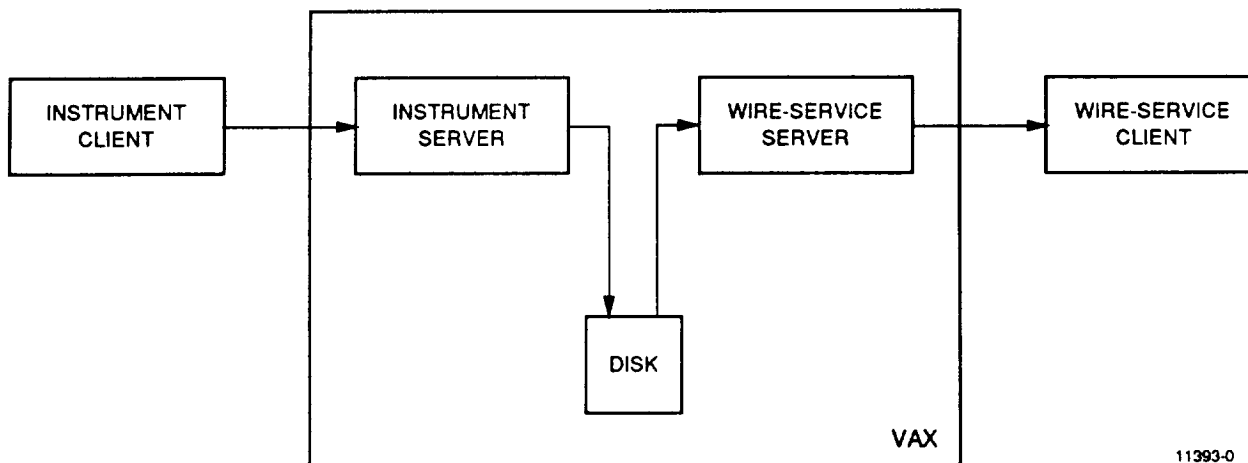 INSTRUMENT
CLIENT
INSTRUMENT
SERVER
WIRE-SERVICE
SERVER
WIRE-SERVICE
CLIENT
DISK
VAX
11393-0